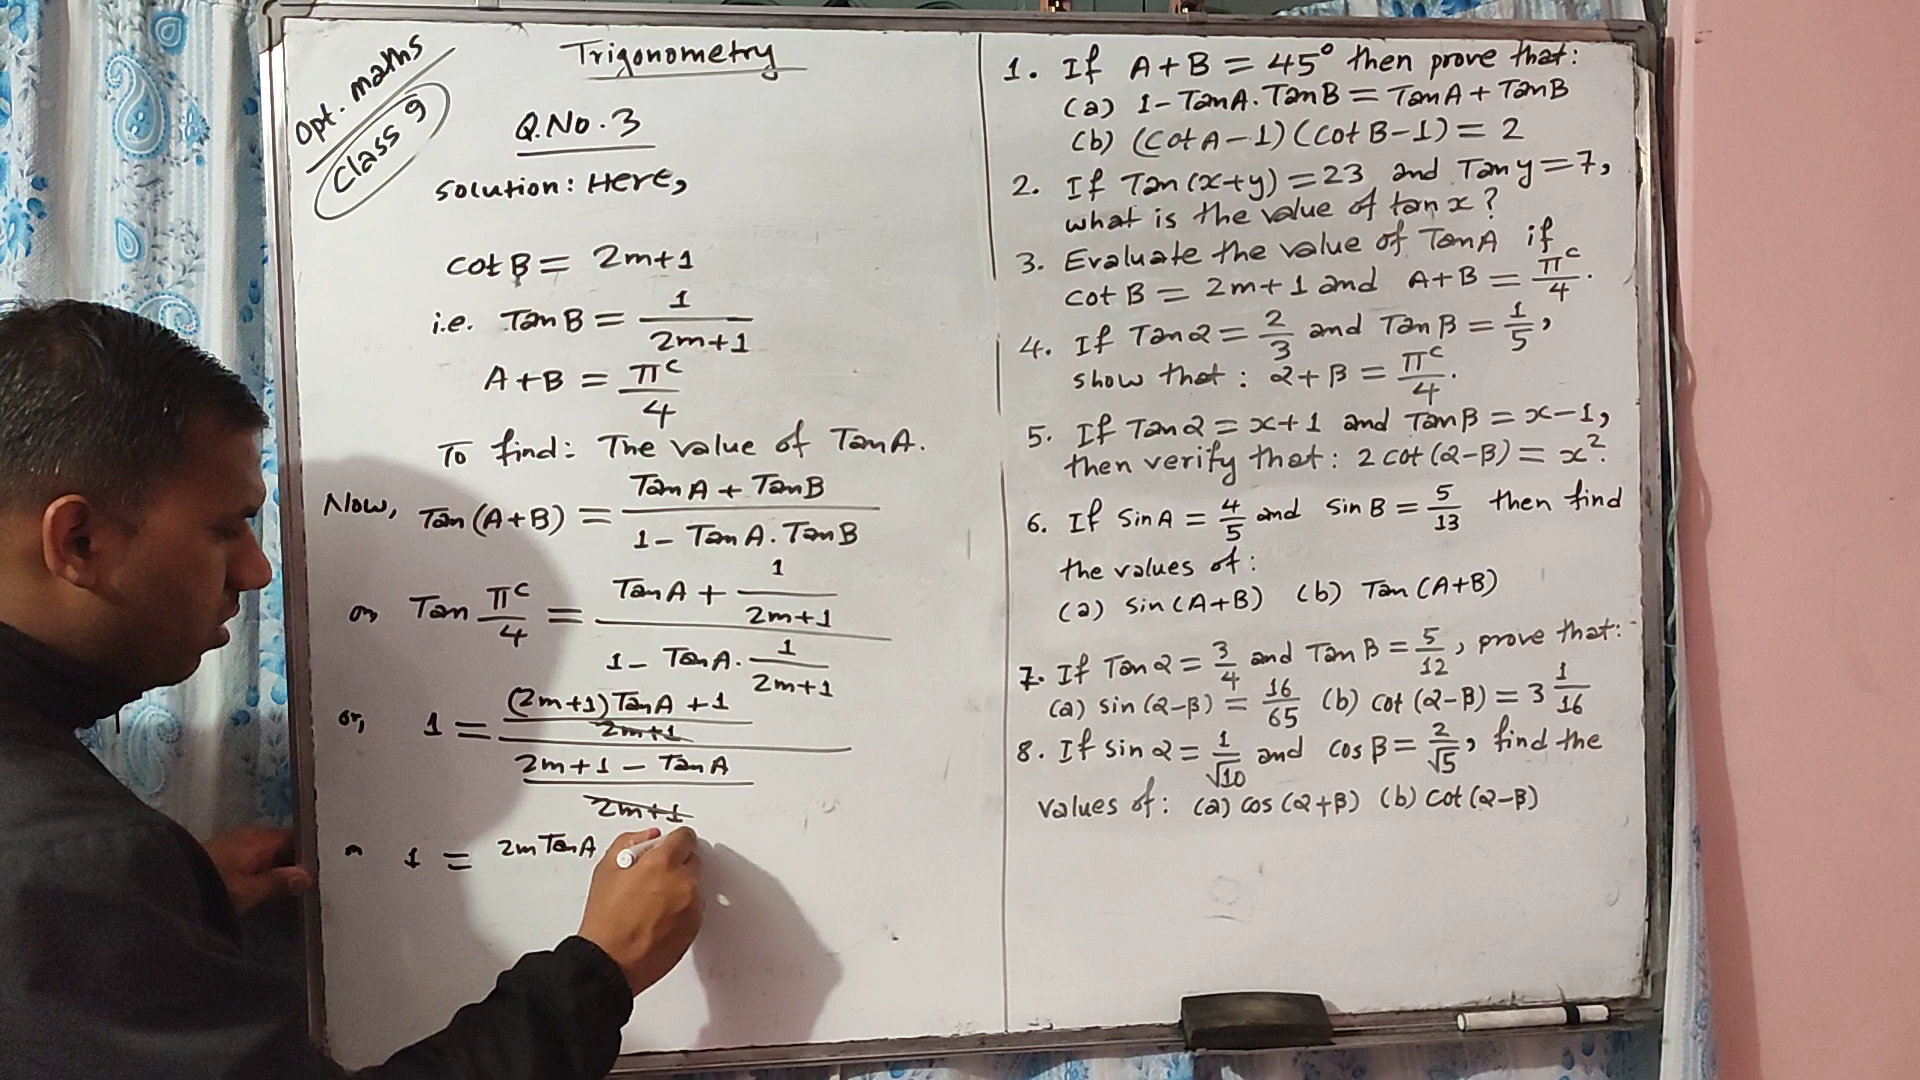 Opt. maths
Class 9
Trigonometry
Q.No.3
Solution: Here,
cot B = 2m+1
i.e. Tan B = 1/(2m+1)
A+B = π^c/4
To find: The value of Tan A.
Now, Tan (A+B) = (Tan A + Tan B)/(1 - Tan A . Tan B)
or Tan π^c/4 = (Tan A + 1/(2m+1))/(1 - Tan A . 1/(2m+1))
or, 1 = (((2m+1) Tan A + 1)/(2m+1))/((2m+1 - Tan A)/(2m+1))
or 1 = 2m Tan A
1. If A+B = 45° then prove that:
(a) 1 - Tan A . Tan B = Tan A + Tan B
(b) (cot A - 1) (cot B - 1) = 2
2. If Tan (x+y) = 23 and Tan y = 7,
what is the value of tan x?
3. Evaluate the value of Tan A if
cot B = 2m+1 and A+B = π^c/4.
4. If Tan α = 2/3 and Tan β = 1/5,
show that: α+β = π^c/4.
5. If Tan α = x+1 and Tan β = x-1,
then verify that: 2 cot (α-β) = x².
6. If Sin A = 4/5 and Sin B = 5/13 then find
the values of:
(a) Sin (A+B) (b) Tan (A+B)
7. If Tan α = 3/4 and Tan β = 5/12, prove that:
(a) Sin (α-β) = 16/65 (b) cot (α-β) = 3 1/16
8. If Sin α = 1/√10 and cos β = 2/√5, find the
values of: (a) cos (α+β) (b) cot (α-β)